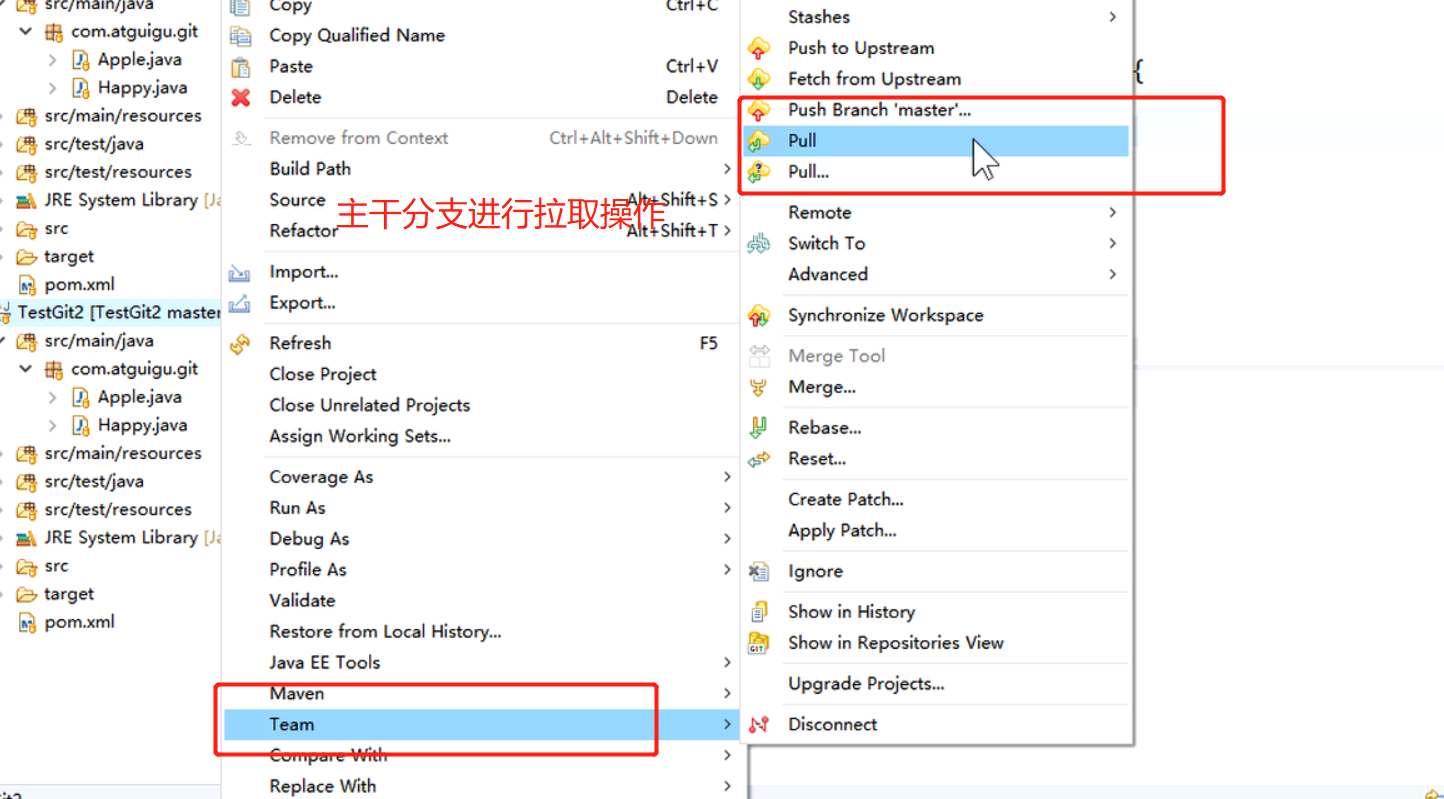 src/main/java
com.atguigu.git
Apple.java
Happy.java
src/main/resources
src/test/java
src/test/resources
JRE System Library [Ja
src
target
pom.xml
TestGit2 [TestGit2 master
src/main/java
com.atguigu.git
Apple.java
Happy.java
src/main/resources
src/test/java
src/test/resources
JRE System Library [Ja
src
target
pom.xml
Copy Ctrl+C
Copy Qualified Name
Paste Ctrl+V
Delete Delete
Remove from Context Ctrl+Alt+Shift+Down
Build Path
Source Alt+Shift+S
主干分支进行拉取操作
Refactor Alt+Shift+T
Import...
Export...
Refresh F5
Close Project
Close Unrelated Projects
Assign Working Sets...
Coverage As
Run As
Debug As
Profile As
Validate
Restore from Local History...
Java EE Tools
Maven
Team
Compare With
Replace With
Stashes
Push to Upstream
Fetch from Upstream
Push Branch 'master'...
Pull
Pull...
Remote
Switch To
Advanced
Synchronize Workspace
Merge Tool
Merge...
Rebase...
Reset...
Create Patch...
Apply Patch...
Ignore
Show in History
GIT Show in Repositories View
Upgrade Projects...
Disconnect
{